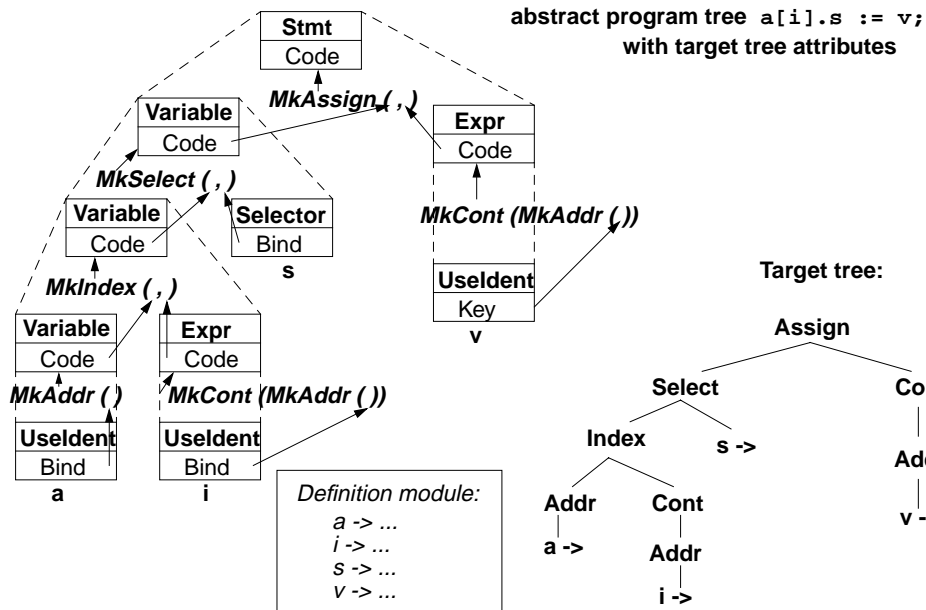 abstract program tree a[i].s := v;
with target tree attributes
Stmt
Code
MkAssign ( , )
Variable
Code
Expr
Code
MkSelect ( , )
Variable
Code
Selector
Bind
s
MkCont (MkAddr ( ))
UseIdent
Key
v
MkIndex ( , )
Variable
Code
Expr
Code
MkAddr ( )
MkCont (MkAddr ( ))
UseIdent
Bind
a
UseIdent
Bind
i
Definition module:
a -> ...
i -> ...
s -> ...
v -> ...
Target tree:
Assign
Select
Index
s ->
Addr
Cont
a ->
Addr
i ->
v -